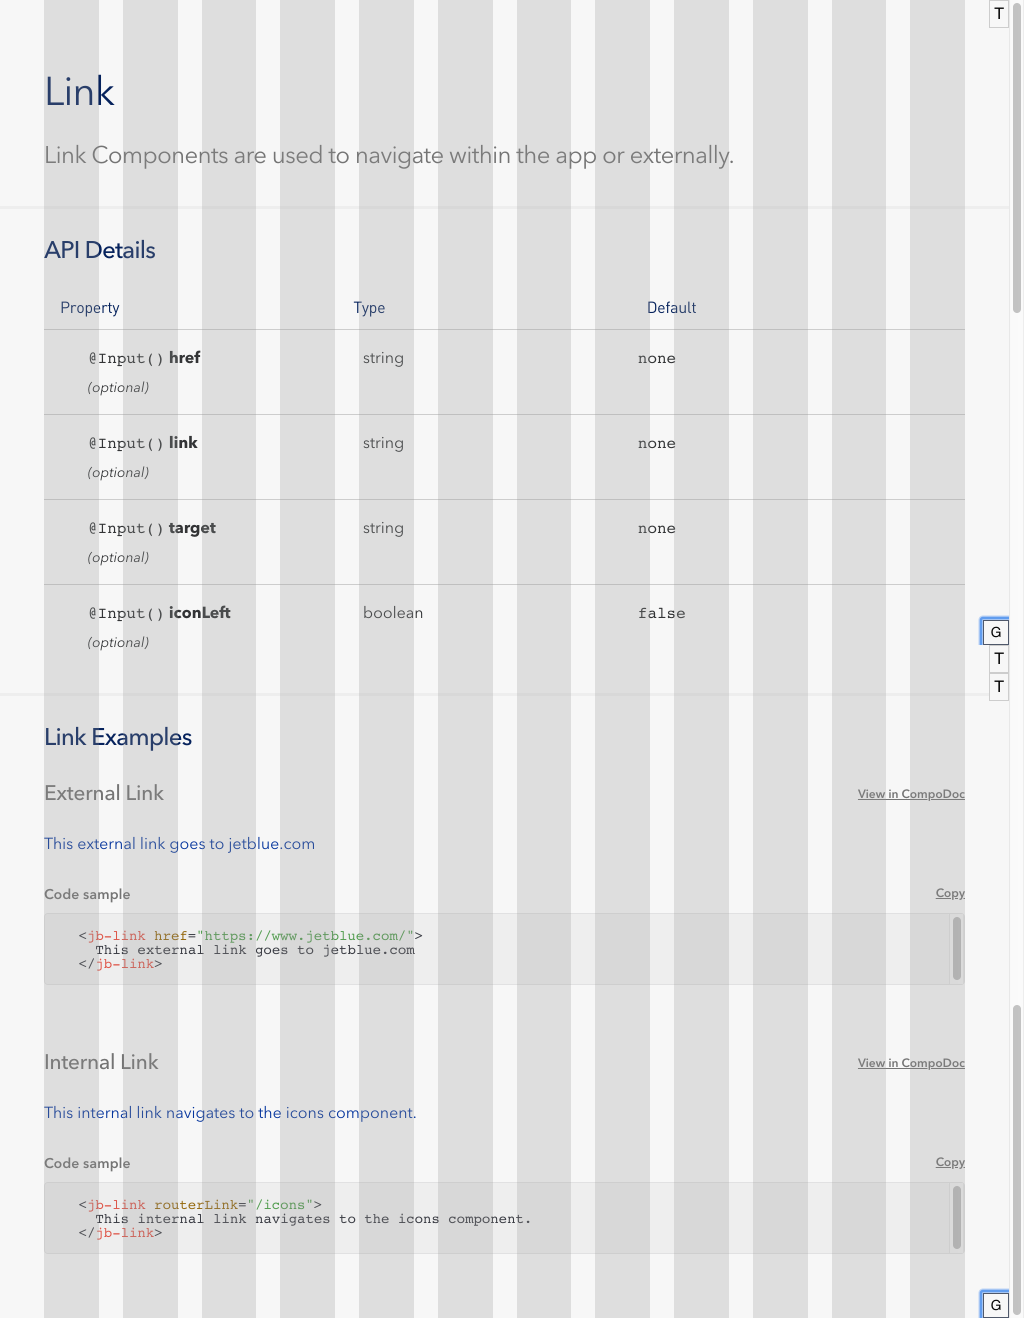 T
Link
Link Components are used to navigate within the app or externally.
API Details
Property Type Default
@Input() href string none
(optional)
@Input() link string none
(optional)
@Input() target string none
(optional)
@Input() iconLeft boolean false
(optional)
G
T
T
Link Examples
External Link View in CompoDoc
This external link goes to jetblue.com
Code sample Copy
<jb-link href="https://www.jetblue.com/">
This external link goes to jetblue.com
</jb-link>
Internal Link View in CompoDoc
This internal link navigates to the icons component.
Code sample Copy
<jb-link routerLink="/icons">
This internal link navigates to the icons component.
</jb-link>
G